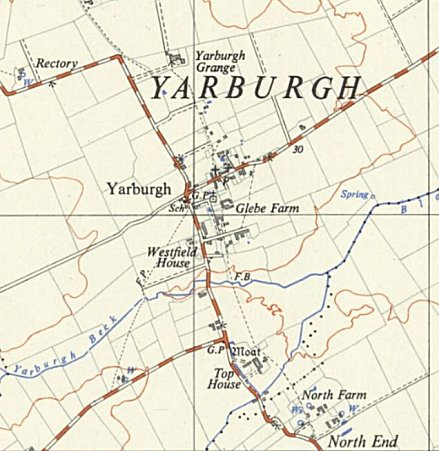 P
Rectory
W
Yarburgh
Grange
YARBURGH
30
Yarburgh
P
G.P
Sch
Spring
Blo
Glebe Farm
Westfield
House
F.P.
F.B.
Yarburgh Beck
G.P
Moat
W
Top
House
North Farm
W
W
North End